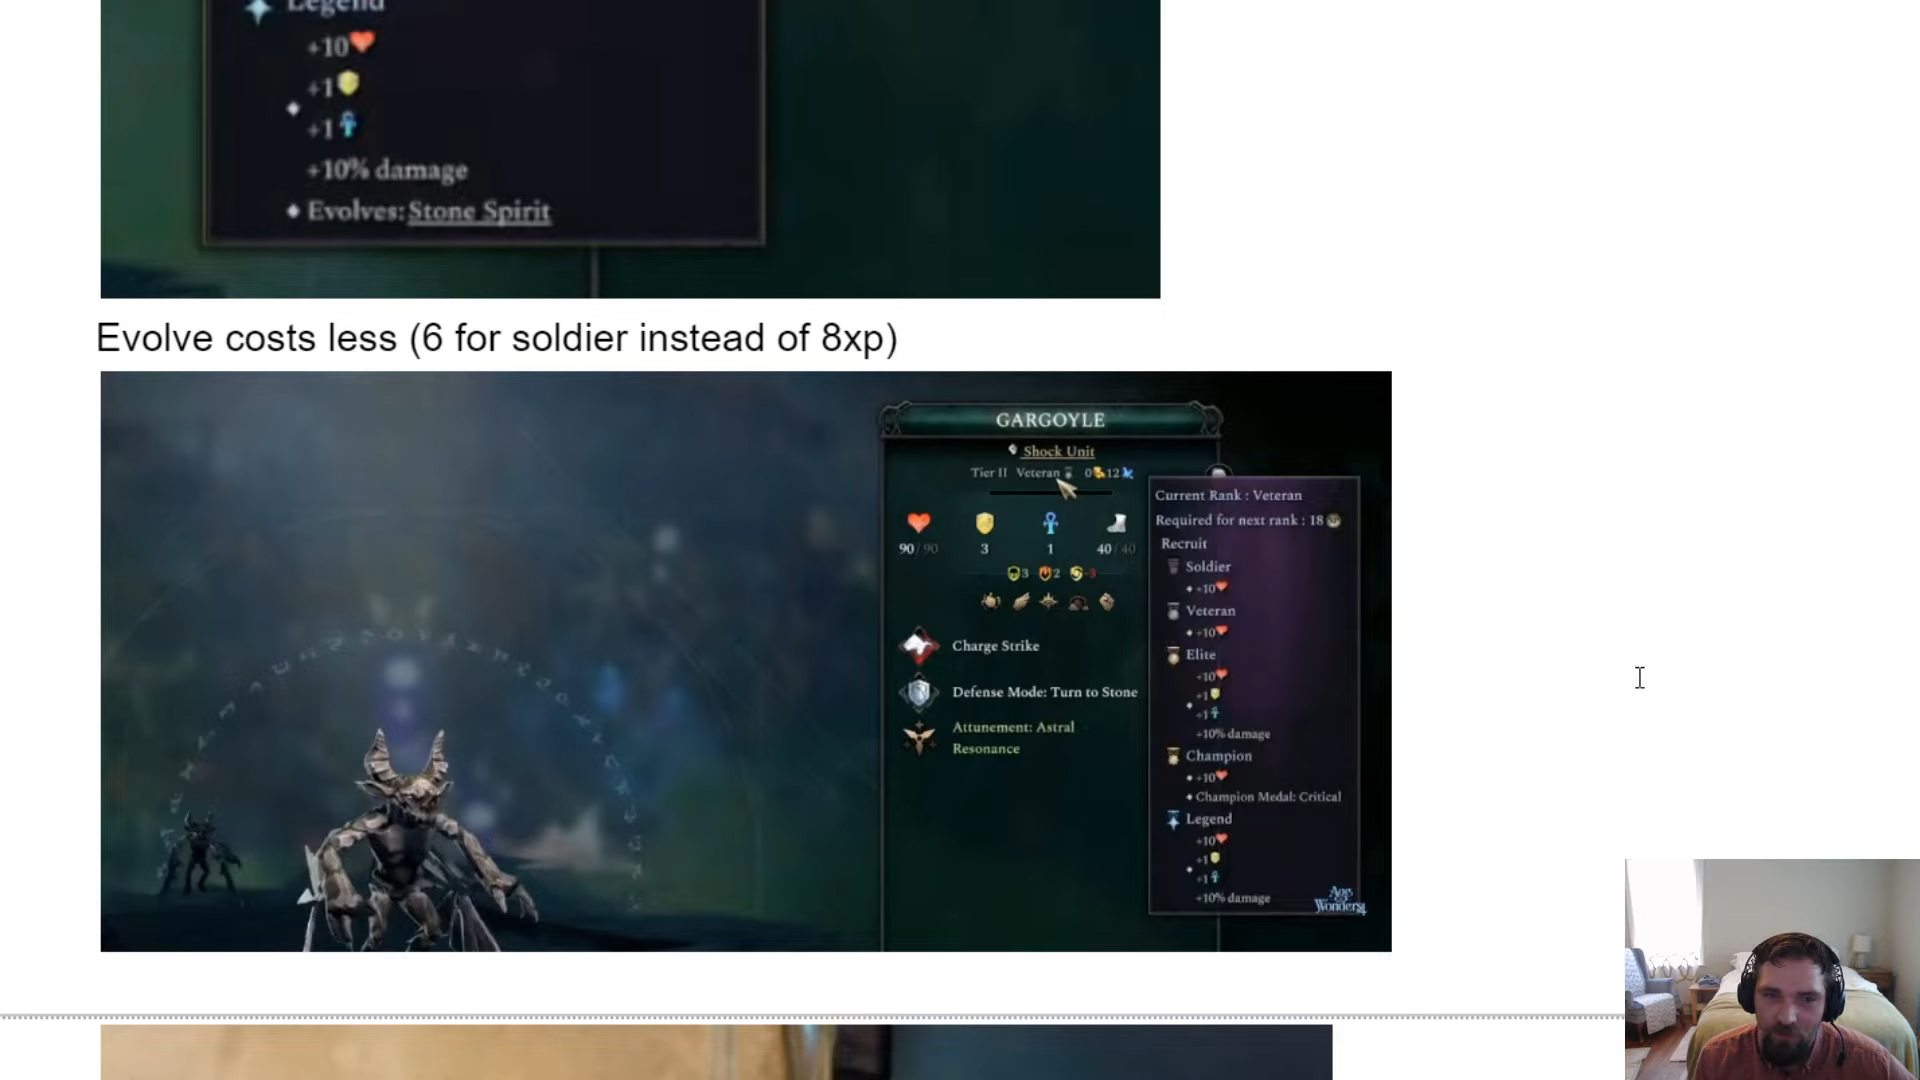 Legend
+10
+1
+1
+10% damage
Evolves: Stone Spirit
Evolve costs less (6 for soldier instead of 8xp)
GARGOYLE
Shock Unit
Tier II Veteran 0 12
90/90 3 1 40/40
3 2 -3
Charge Strike
Defense Mode: Turn to Stone
Attunement: Astral
Resonance
Current Rank : Veteran
Required for next rank : 18
Recruit
Soldier
+10
Veteran
+10
Elite
+10
+1
+1
+10% damage
Champion
+10
Champion Medal: Critical
Legend
+10
+1
+1
+10% damage
Age
Wonders 4